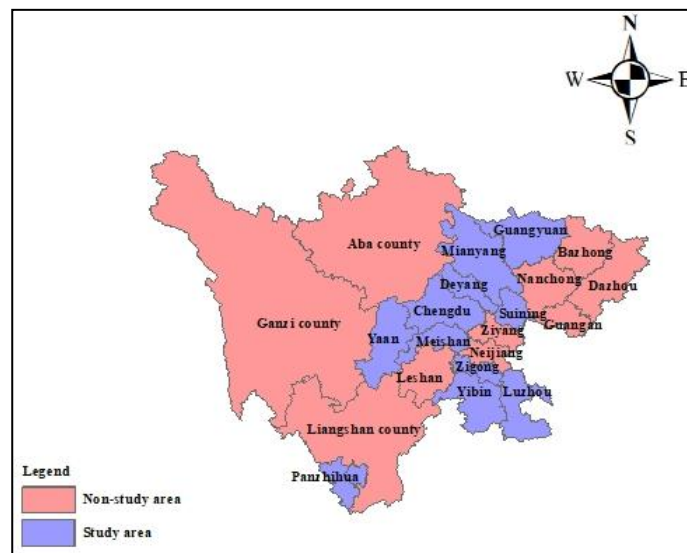 N
W E
S
Guangyuan
Aba county
Bazhong
Mianyang
Nanchong
Deyang
Dazhou
Chengdu
Suining
Ganzi county
Guangan
Ziyang
Yaan
Meishan
Neijiang
Zigong
Leshan
Yibin
Luzhou
Liangshan county
Legend
Panzhihua
Non-study area
Study area